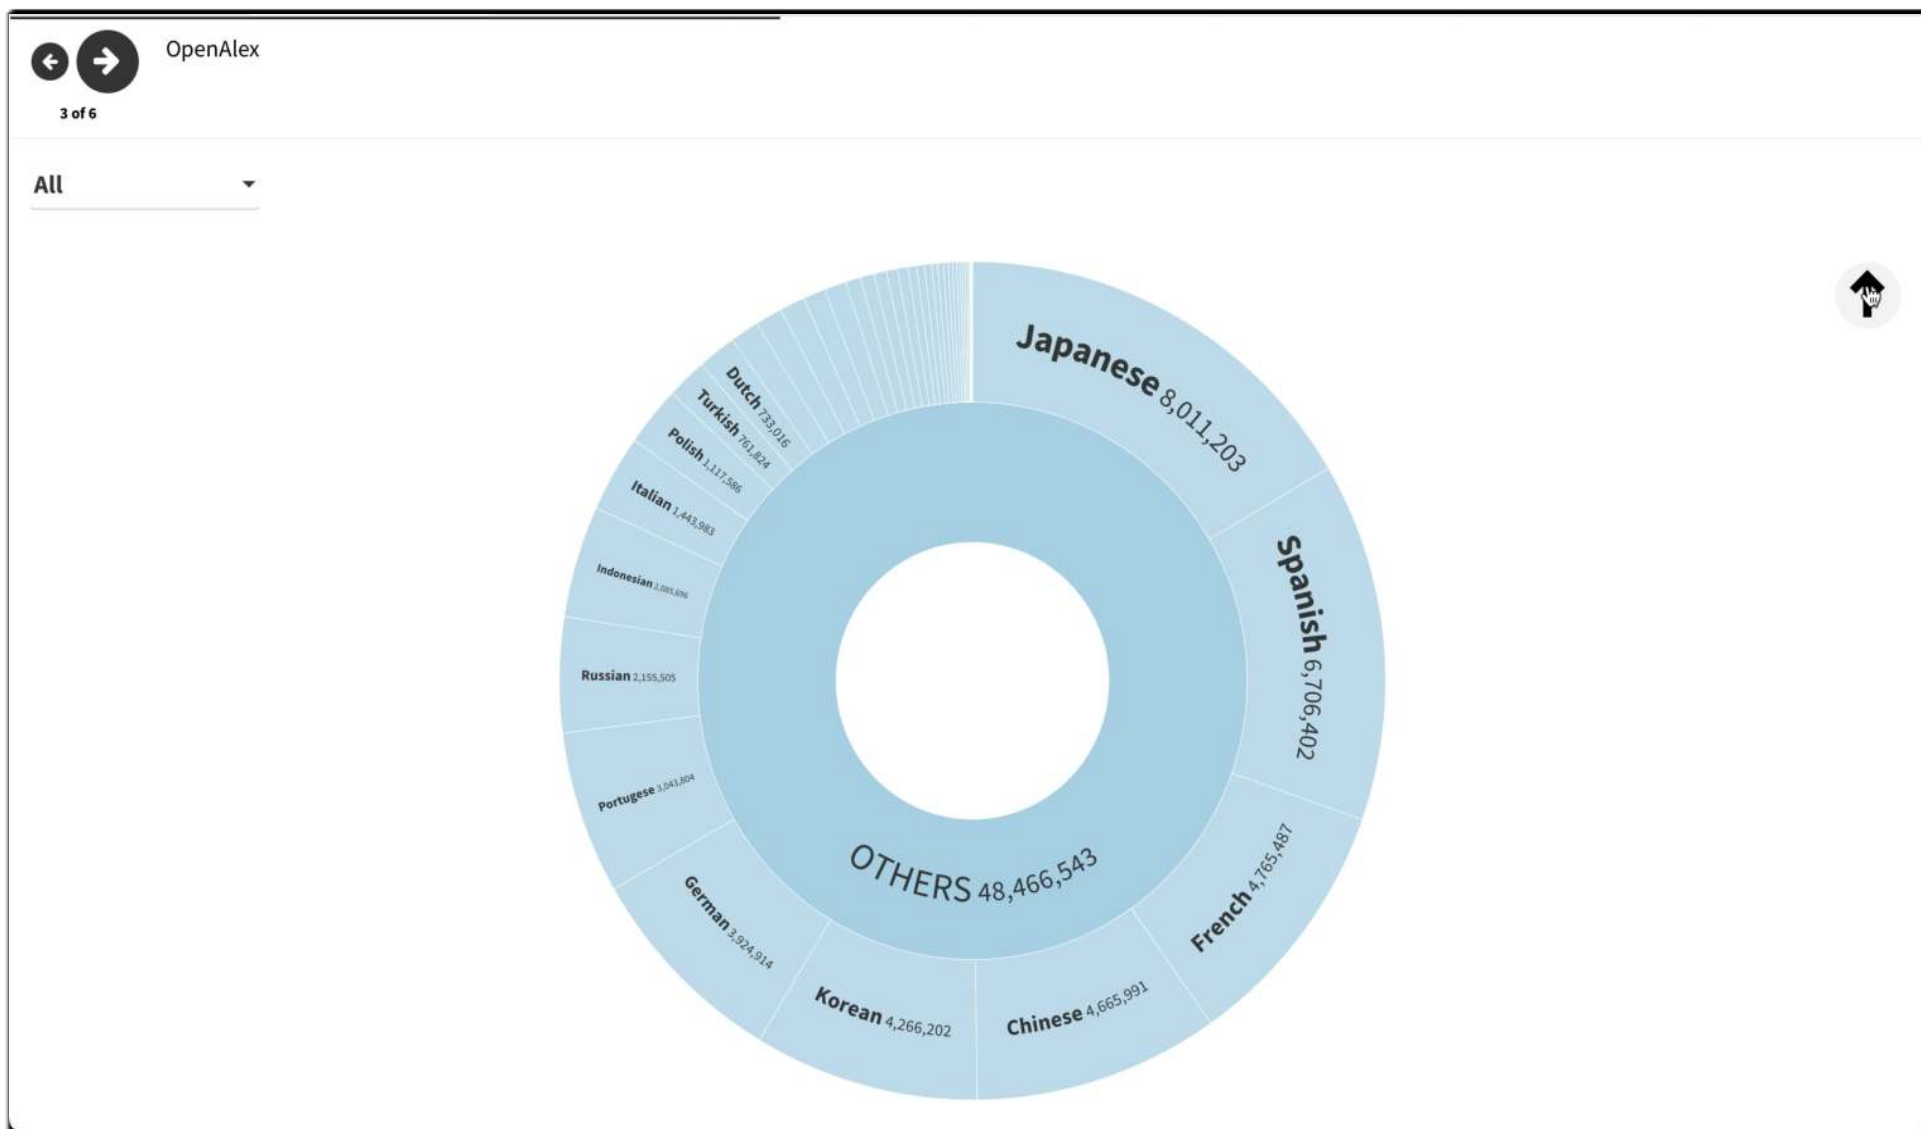 OpenAlex
3 of 6
All
Japanese 8,011,203
Spanish 6,706,402
French 4,765,487
Chinese 4,665,991
Korean 4,266,202
German 3,924,914
Portugese 3,043,804
Russian 2,155,505
Indonesian 2,085,696
Italian 1,443,983
Polish 1,117,586
Turkish 761,824
Dutch 733,016
OTHERS 48,466,543